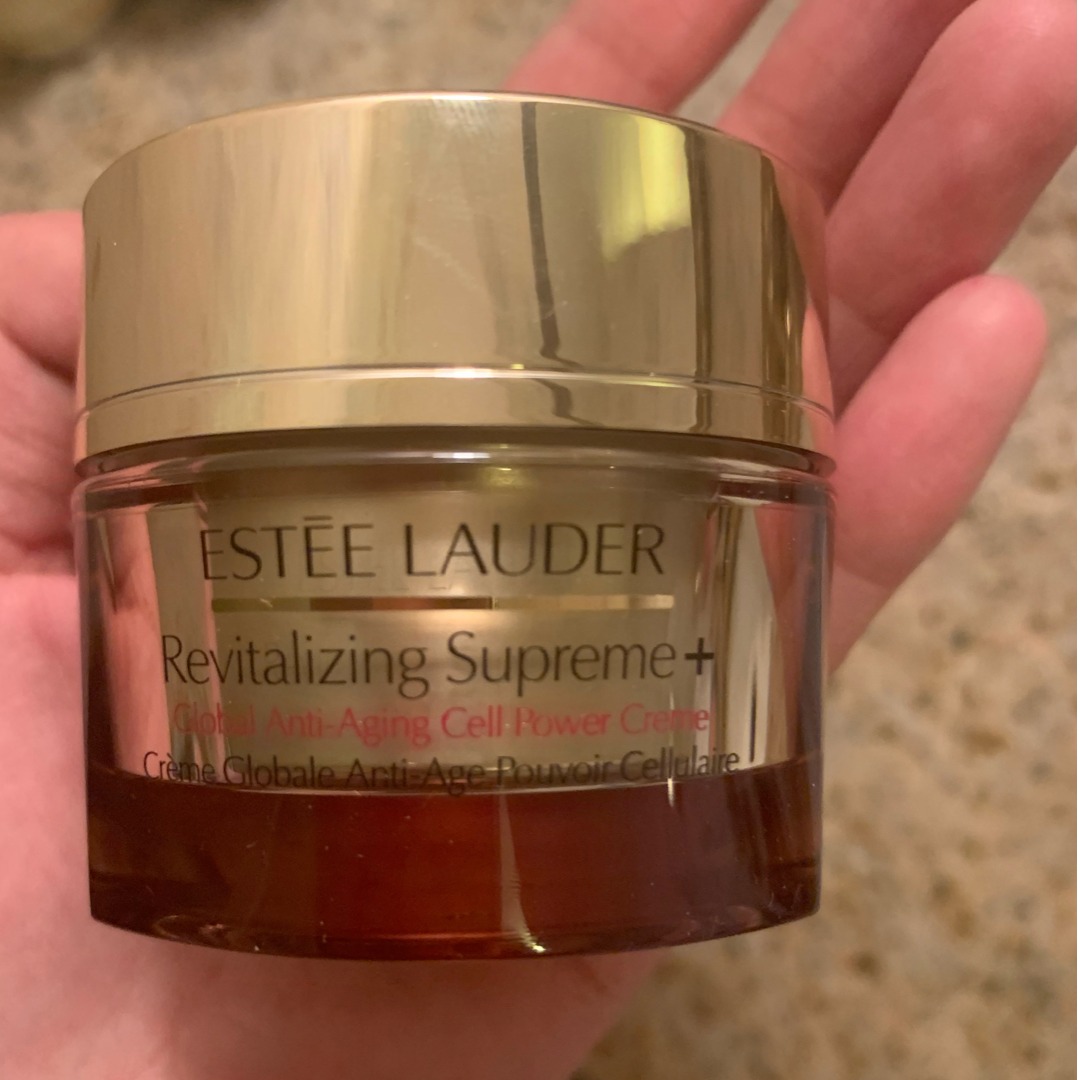 ESTĒE LAUDER
Revitalizing Supreme+
Global Anti-Aging Cell Power Creme
Crème Globale Anti-Age Pouvoir Cellulaire